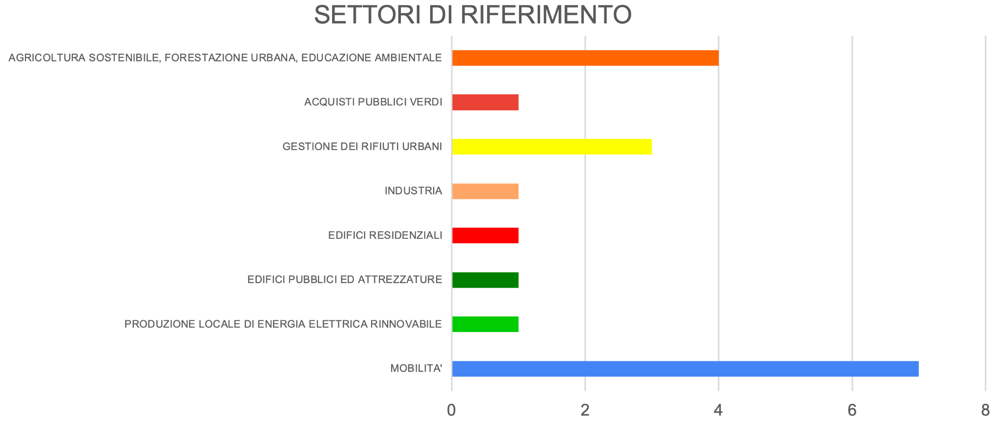 SETTORI DI RIFERIMENTO
AGRICOLTURA SOSTENIBILE, FORESTAZIONE URBANA, EDUCAZIONE AMBIENTALE
ACQUISTI PUBBLICI VERDI
GESTIONE DEI RIFIUTI URBANI
INDUSTRIA
EDIFICI RESIDENZIALI
EDIFICI PUBBLICI ED ATTREZZATURE
PRODUZIONE LOCALE DI ENERGIA ELETTRICA RINNOVABILE
MOBILITA'
0 2 4 6 8